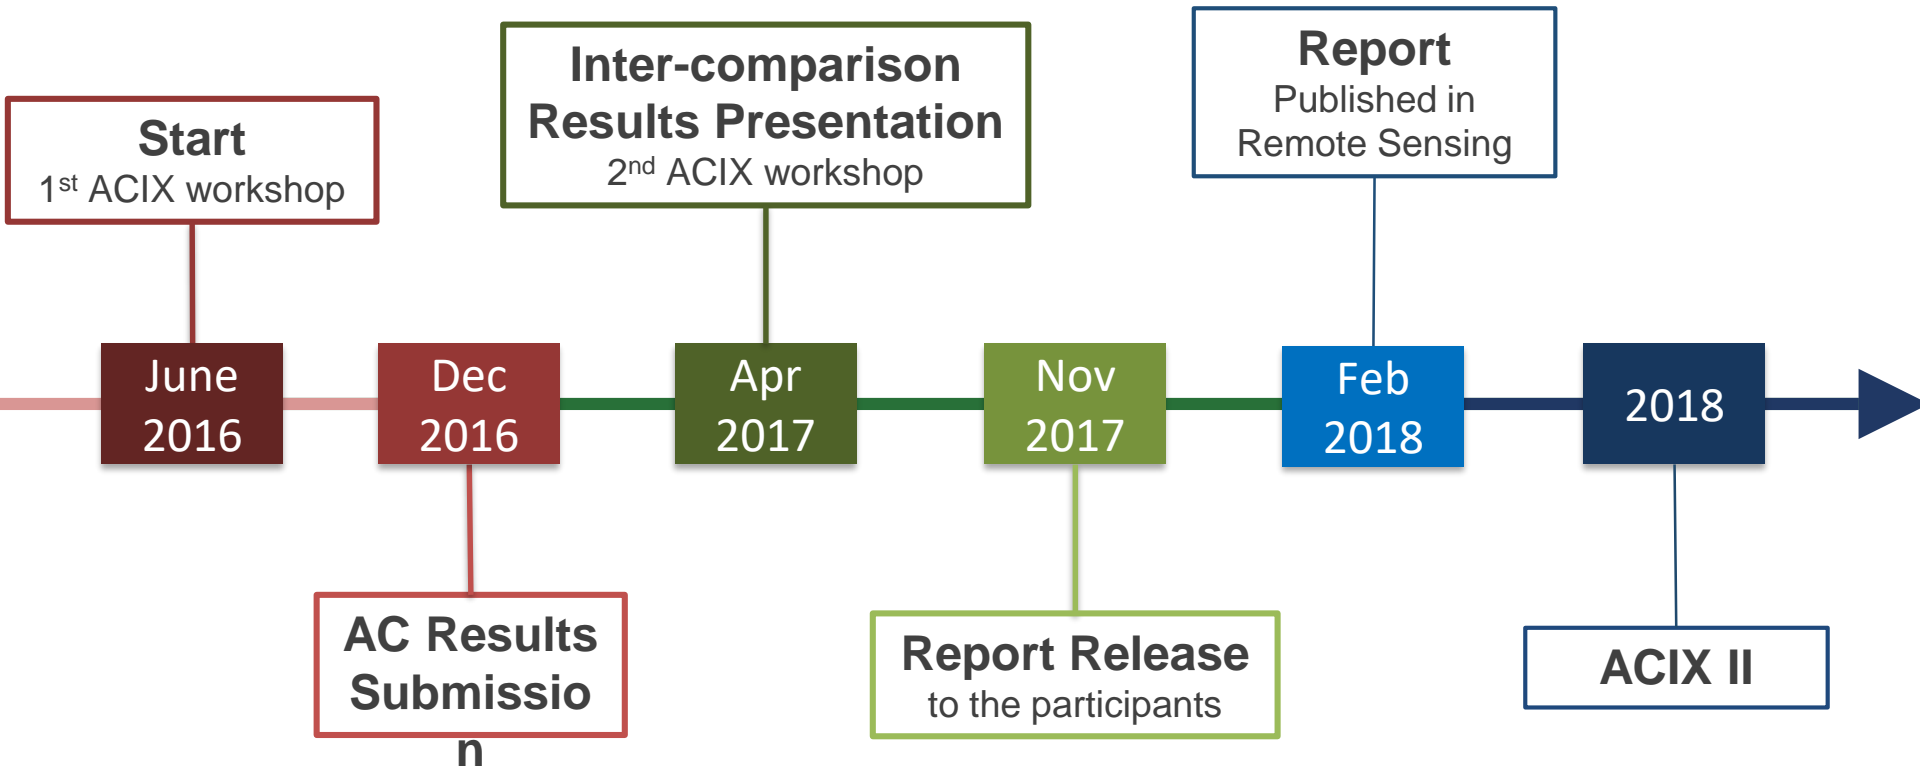 Start
1st ACIX workshop
Inter-comparison
Results Presentation
2nd ACIX workshop
Report
Published in
Remote Sensing
June
2016
Dec
2016
Apr
2017
Nov
2017
Feb
2018
2018
AC Results
Submissio
n
Report Release
to the participants
ACIX II